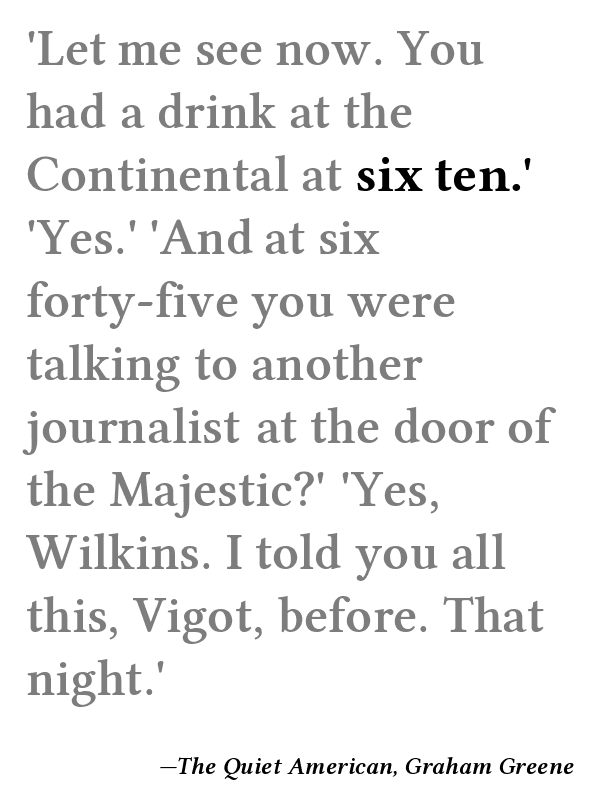 'Let me see now. You
had a drink at the
Continental at six ten.'
'Yes.' 'And at six
forty-five you were
talking to another
journalist at the door of
the Majestic?' 'Yes,
Wilkins. I told you all
this, Vigot, before. That
night.'
—The Quiet American, Graham Greene